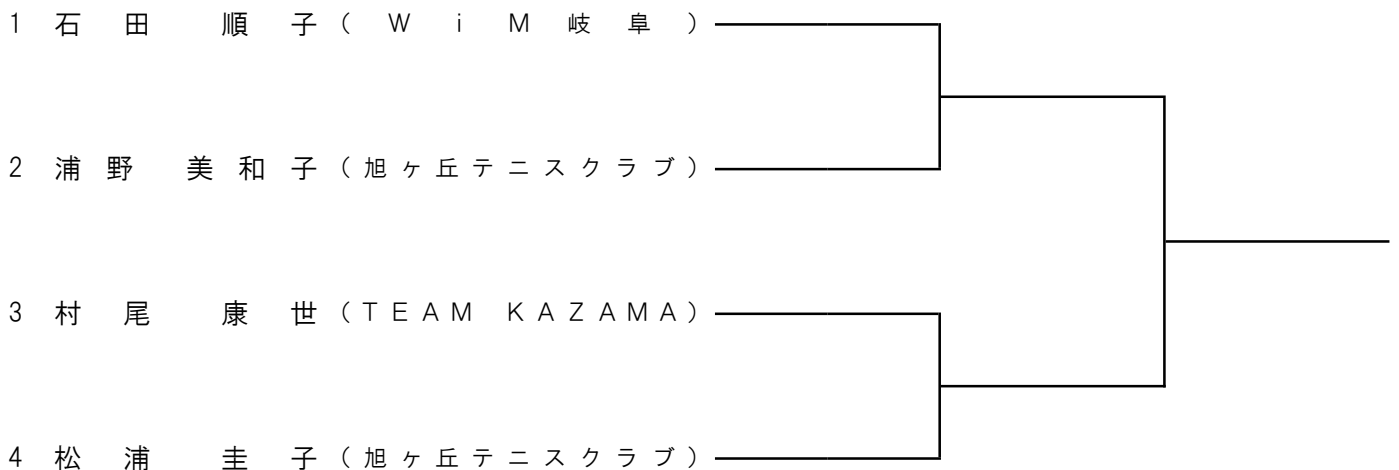 1 石田 順子(WiM岐阜)
2 浦野 美和子(旭ヶ丘テニスクラブ)
3 村尾 康世(TEAM KAZAMA)
4 松浦 圭子(旭ヶ丘テニスクラブ)